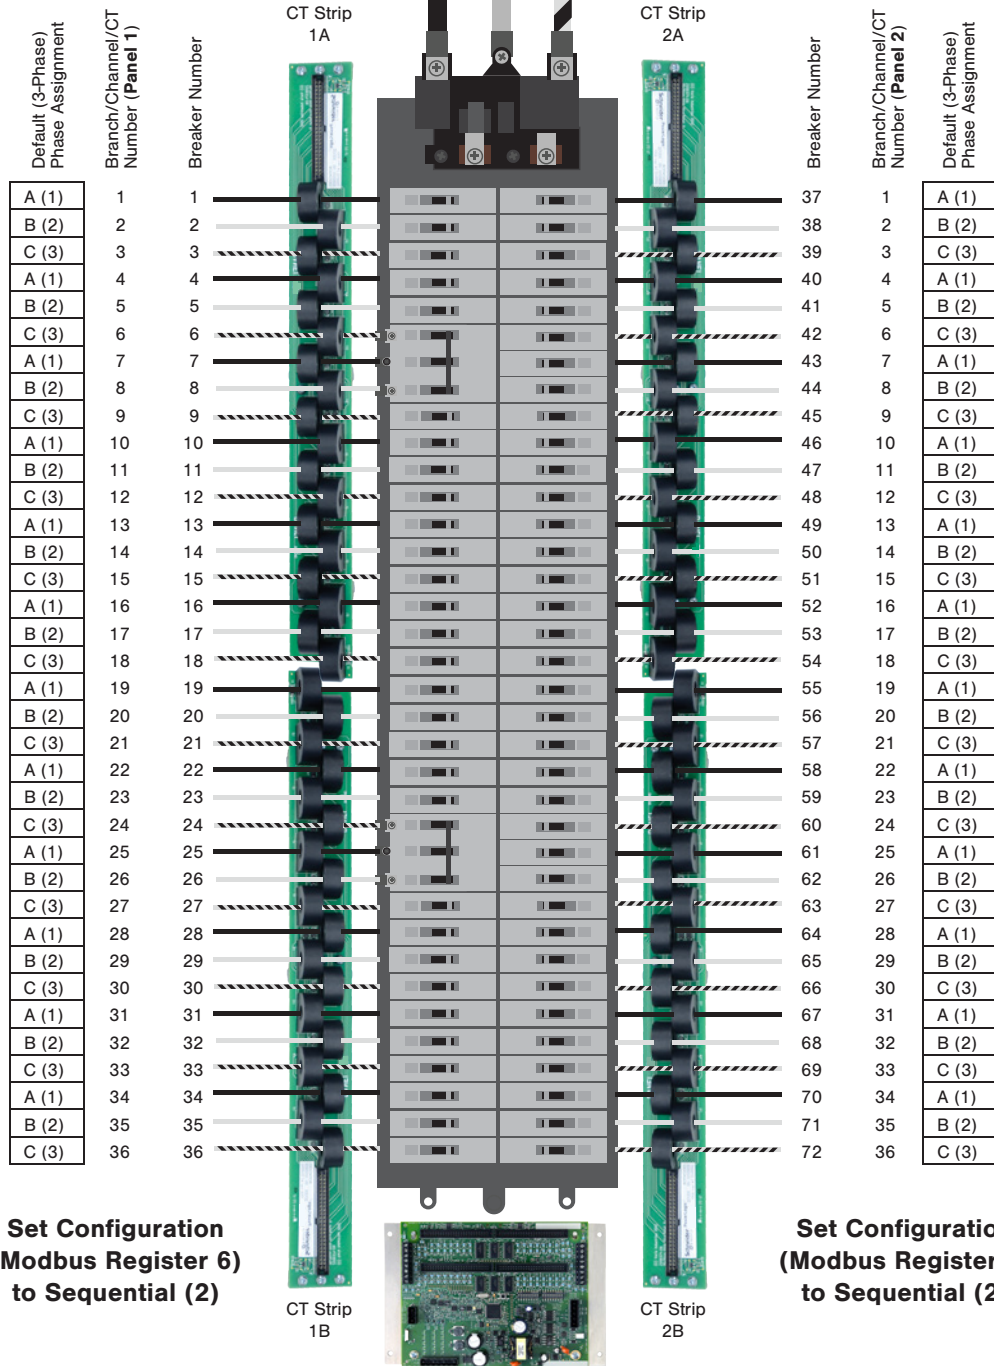 CT Strip
1A
CT Strip
2A
Default (3-Phase)
Phase Assignment
Branch/Channel/CT
Number (Panel 1)
Breaker Number
Breaker Number
Branch/Channel/CT
Number (Panel 2)
Default (3-Phase)
Phase Assignment
A (1) 1 1 37 1 A (1)
B (2) 2 2 38 2 B (2)
C (3) 3 3 39 3 C (3)
A (1) 4 4 40 4 A (1)
B (2) 5 5 41 5 B (2)
C (3) 6 6 42 6 C (3)
A (1) 7 7 43 7 A (1)
B (2) 8 8 44 8 B (2)
C (3) 9 9 45 9 C (3)
A (1) 10 10 46 10 A (1)
B (2) 11 11 47 11 B (2)
C (3) 12 12 48 12 C (3)
A (1) 13 13 49 13 A (1)
B (2) 14 14 50 14 B (2)
C (3) 15 15 51 15 C (3)
A (1) 16 16 52 16 A (1)
B (2) 17 17 53 17 B (2)
C (3) 18 18 54 18 C (3)
A (1) 19 19 55 19 A (1)
B (2) 20 20 56 20 B (2)
C (3) 21 21 57 21 C (3)
A (1) 22 22 58 22 A (1)
B (2) 23 23 59 23 B (2)
C (3) 24 24 60 24 C (3)
A (1) 25 25 61 25 A (1)
B (2) 26 26 62 26 B (2)
C (3) 27 27 63 27 C (3)
A (1) 28 28 64 28 A (1)
B (2) 29 29 65 29 B (2)
C (3) 30 30 66 30 C (3)
A (1) 31 31 67 31 A (1)
B (2) 32 32 68 32 B (2)
C (3) 33 33 69 33 C (3)
A (1) 34 34 70 34 A (1)
B (2) 35 35 71 35 B (2)
C (3) 36 36 72 36 C (3)
Set Configuration
Modbus Register 6)
to Sequential (2)
Set Configuratio
(Modbus Register
to Sequential (2
CT Strip
1B
CT Strip
2B